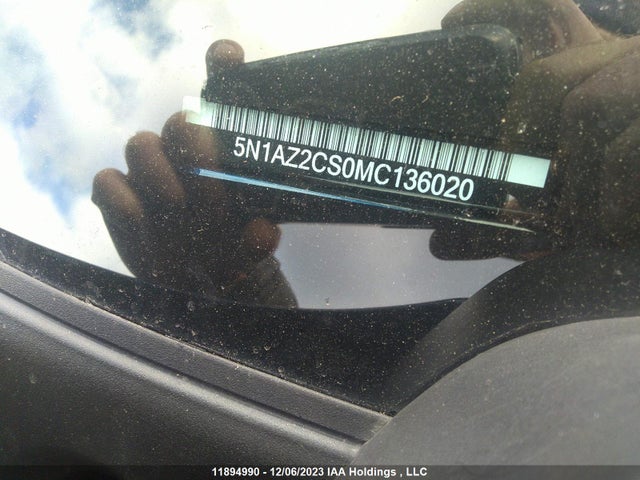 5N1AZ2CS0MC136020
11894990 - 12/06/2023 IAA Holdings , LLC